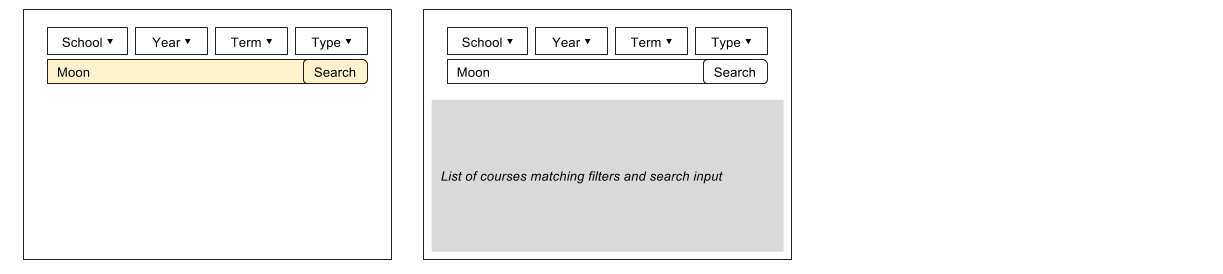 School ▼ Year ▼ Term ▼ Type ▼
Moon Search
School ▼ Year ▼ Term ▼ Type ▼
Moon Search
List of courses matching filters and search input